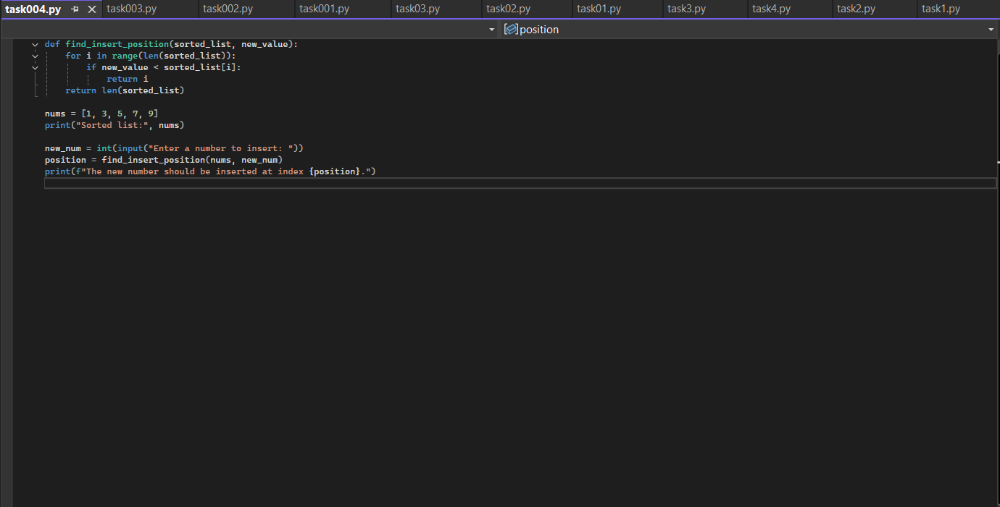 task004.py task003.py task002.py task001.py task03.py task02.py task01.py task3.py task4.py task2.py task1.py
position
def find_insert_position(sorted_list, new_value):
    for i in range(len(sorted_list)):
        if new_value < sorted_list[i]:
            return i
    return len(sorted_list)

nums = [1, 3, 5, 7, 9]
print("Sorted list:", nums)

new_num = int(input("Enter a number to insert: "))
position = find_insert_position(nums, new_num)
print(f"The new number should be inserted at index {position}.")